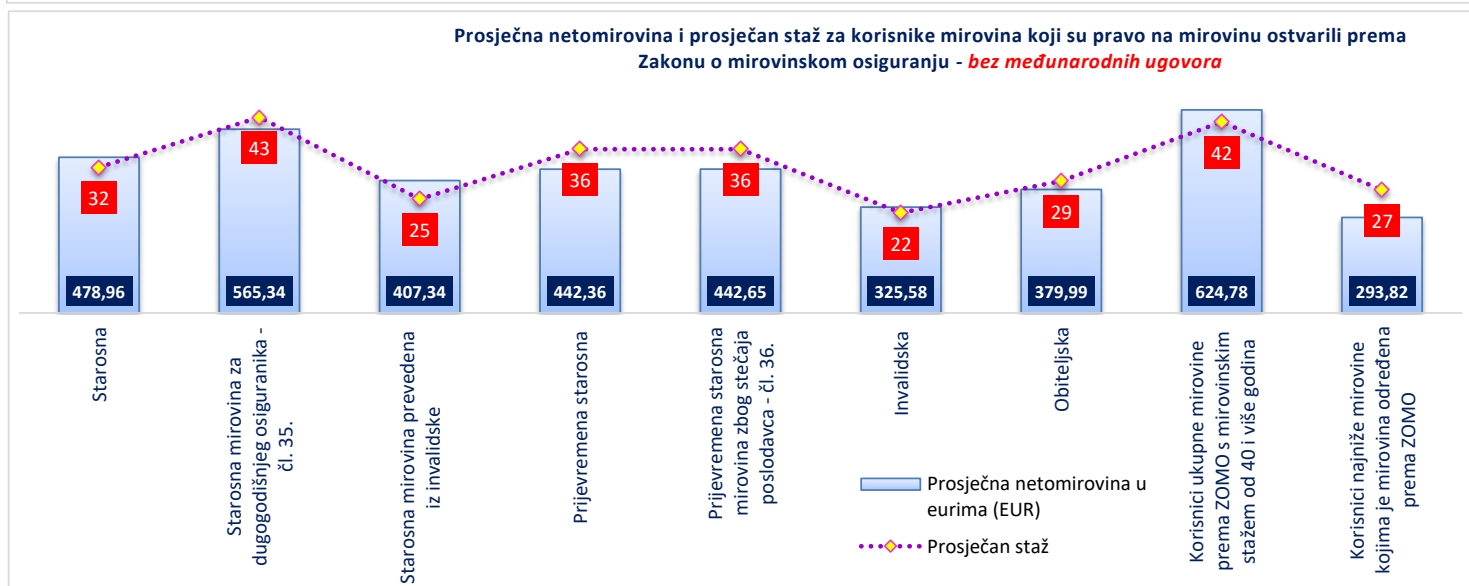 Prosječna netomirovina i prosječan staž za korisnike mirovina koji su pravo na mirovinu ostvarili prema
Zakonu o mirovinskom osiguranju - bez međunarodnih ugovora
32
43
25
36
36
22
29
42
27
478,96
565,34
407,34
442,36
442,65
325,58
379,99
624,78
293,82
Starosna
Starosna mirovina za
dugogodišnjeg osiguranika -
čl. 35.
Starosna mirovina prevedena
iz invalidske
Prijevremena starosna
Prijevremena starosna
mirovina zbog stečaja
poslodavca - čl. 36.
Invalidska
Obiteljska
Korisnici ukupne mirovine
prema ZOMO s mirovinskim
stažem od 40 i više godina
Korisnici najniže mirovine
kojima je mirovina određena
prema ZOMO
Prosječna netomirovina u
eurima (EUR)
Prosječan staž